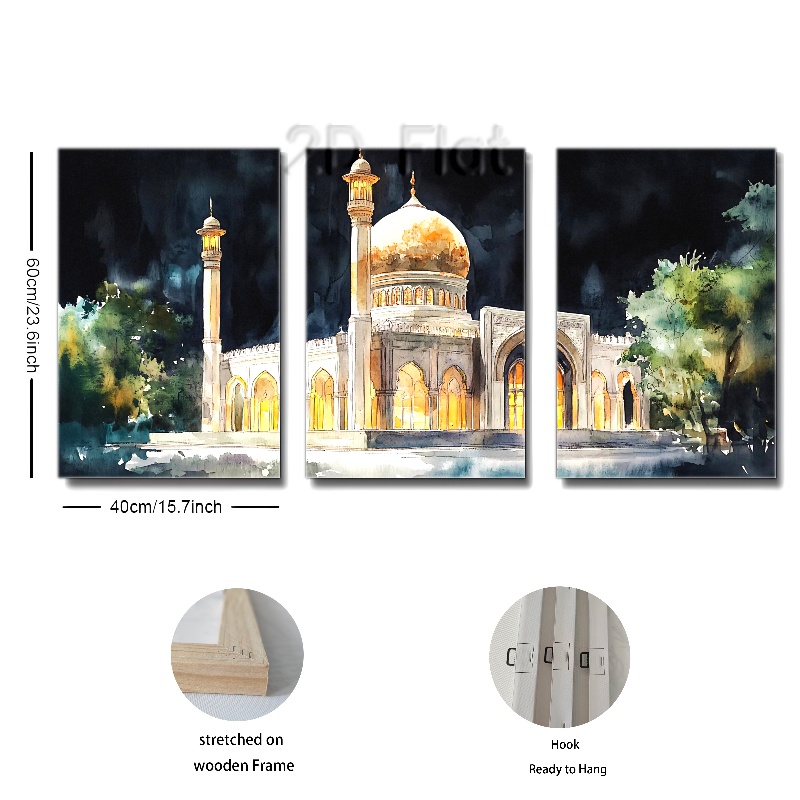 2D Flat
60cm/23.6inch
40cm/15.7inch
stretched on
wooden Frame
Hook
Ready to Hang